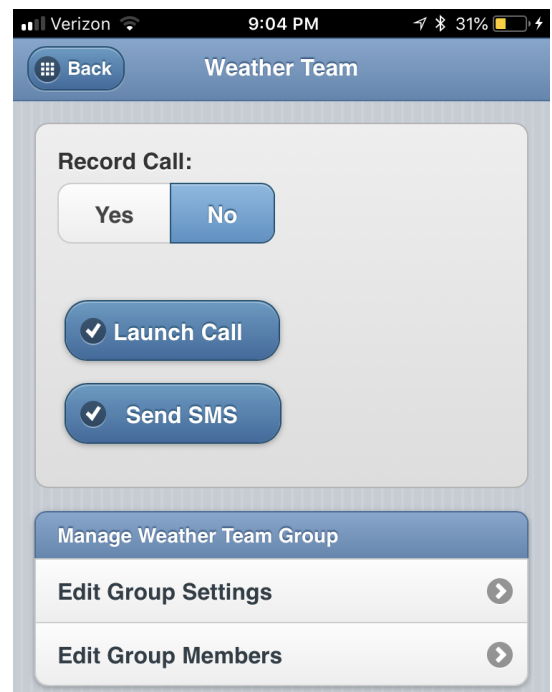 Verizon 9:04 PM 31%
Back Weather Team
Record Call:
Yes No
Launch Call
Send SMS
Manage Weather Team Group
Edit Group Settings
Edit Group Members